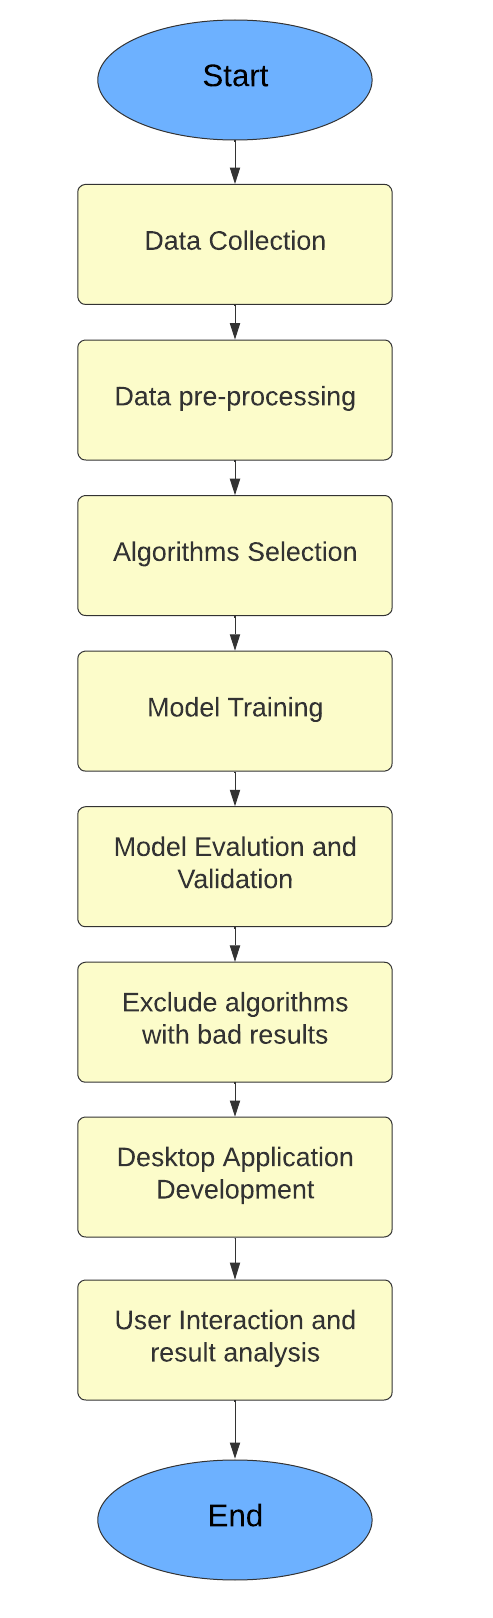 Start
Data Collection
Data pre-processing
Algorithms Selection
Model Training
Model Evalution and
Validation
Exclude algorithms
with bad results
Desktop Application
Development
User Interaction and
result analysis
End